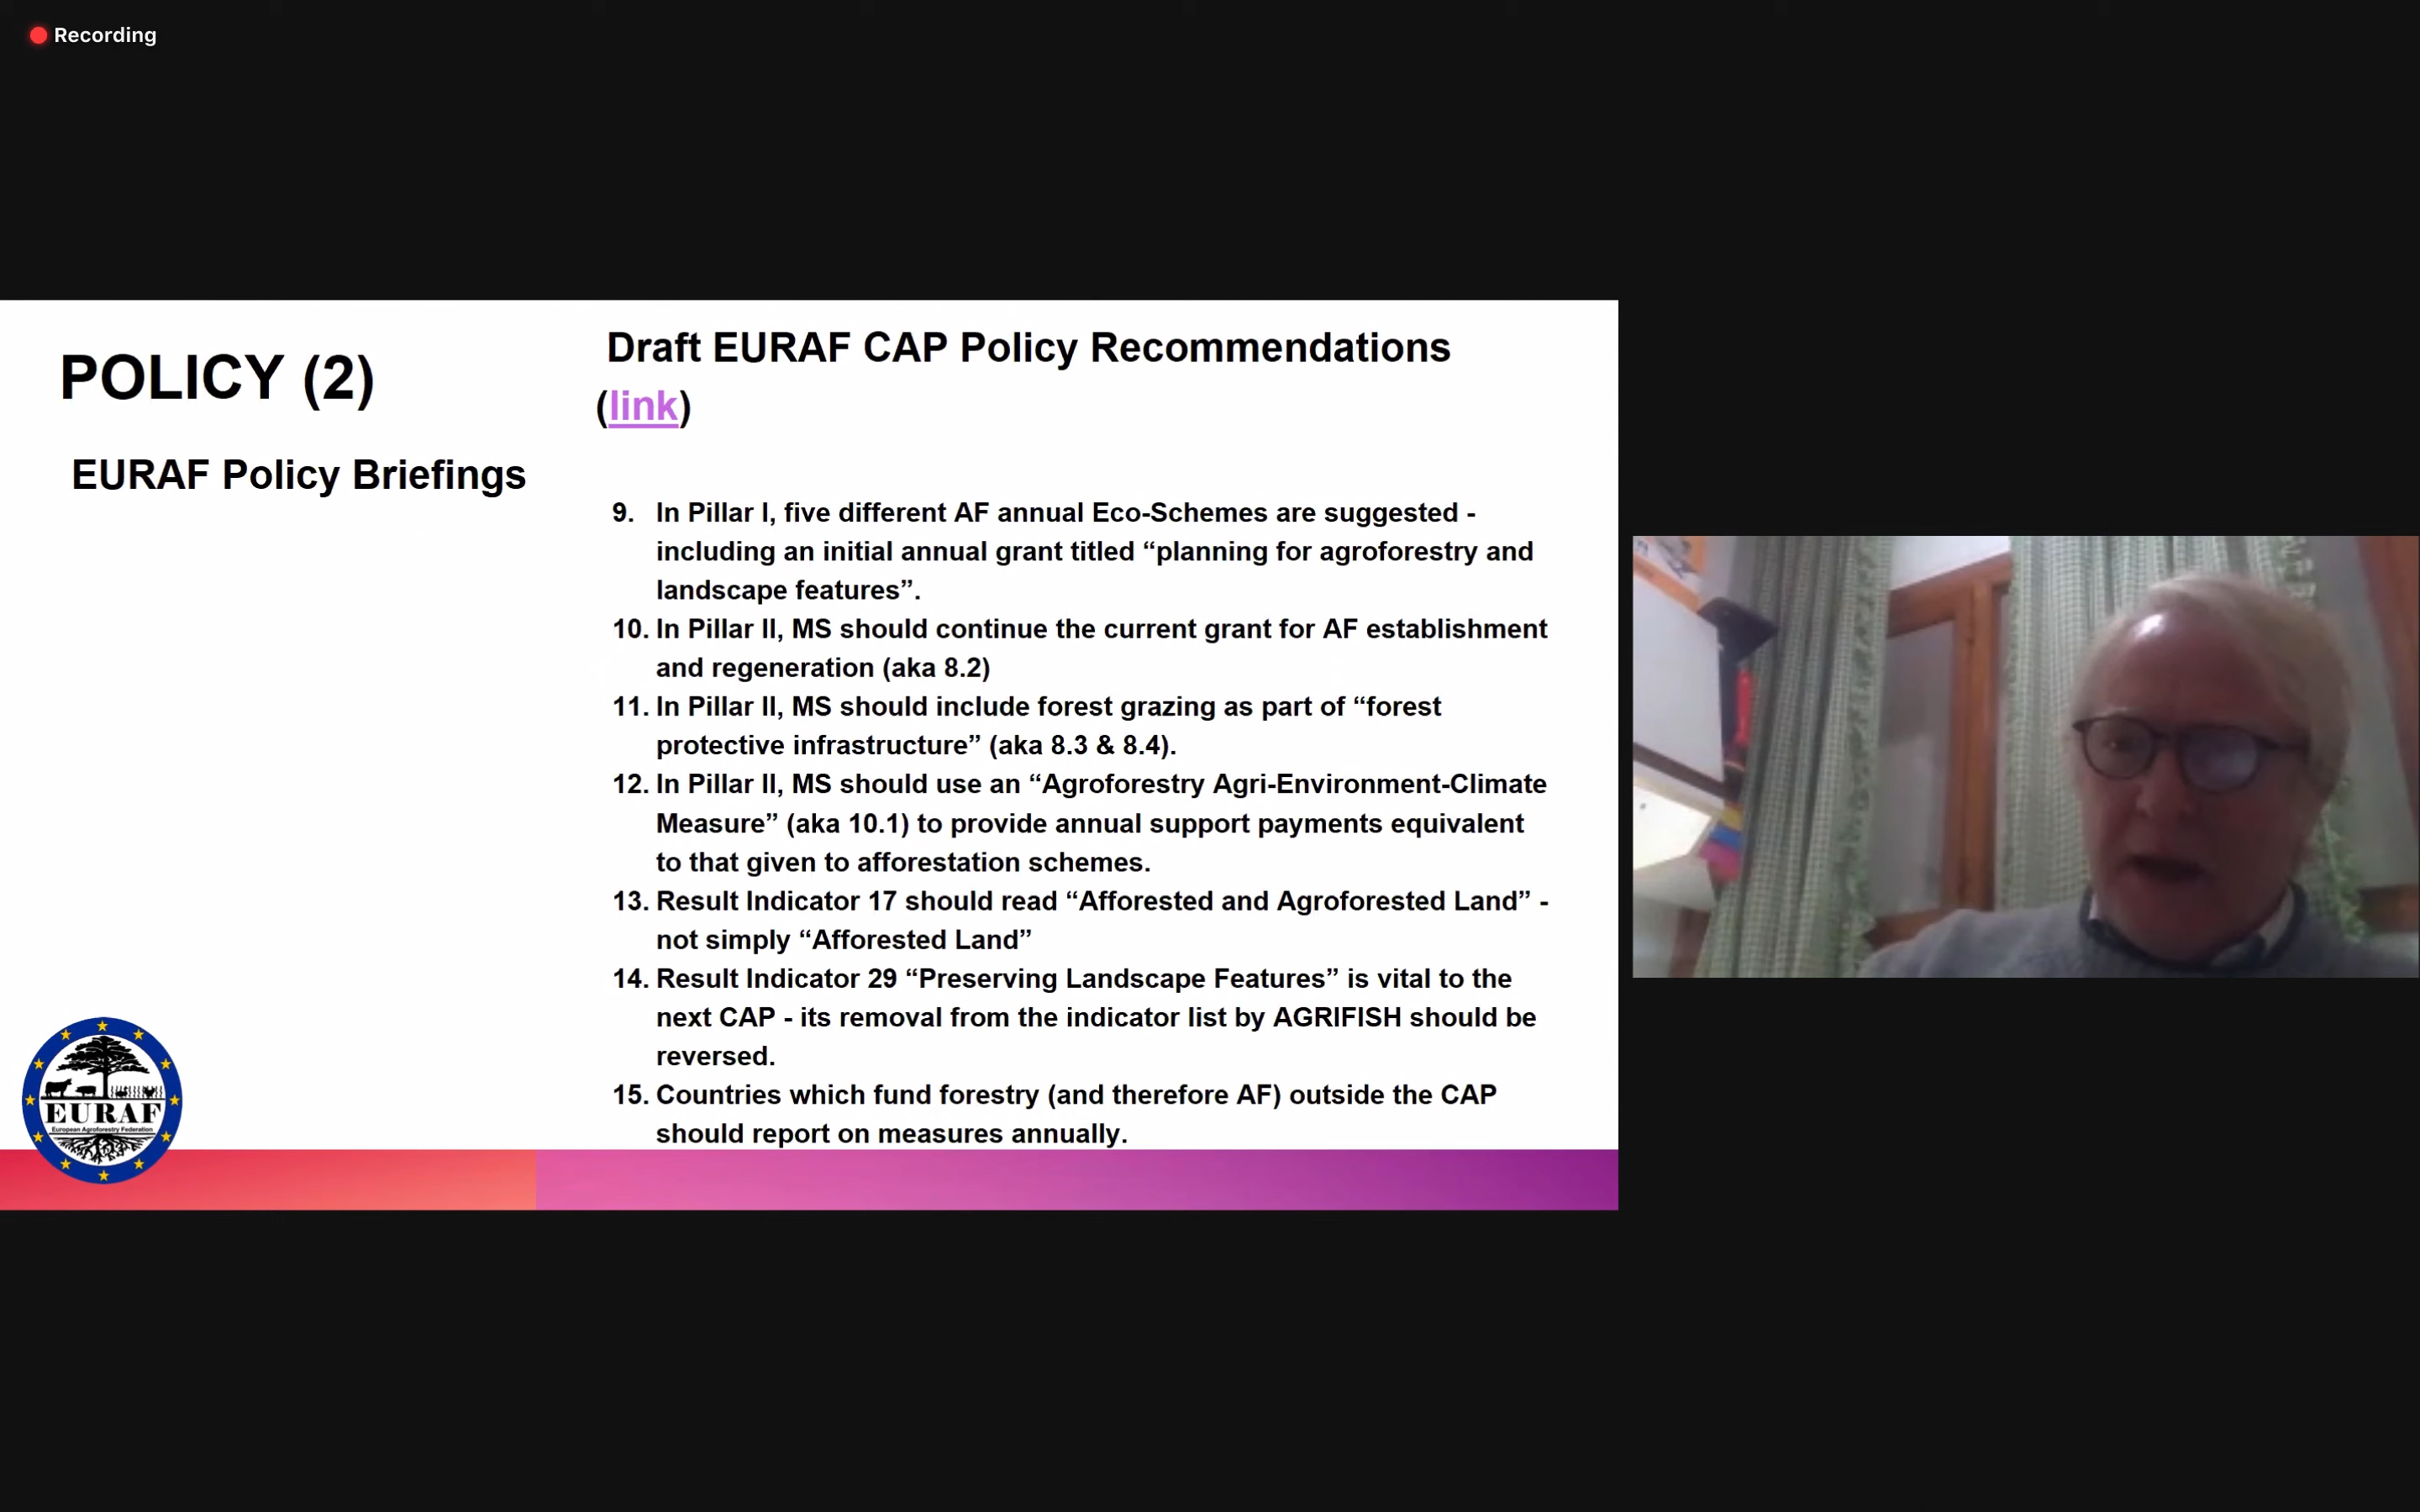 Recording
POLICY (2)
EURAF Policy Briefings
Draft EURAF CAP Policy Recommendations
(link)
9. In Pillar I, five different AF annual Eco-Schemes are suggested -
including an initial annual grant titled “planning for agroforestry and
landscape features”.
10. In Pillar II, MS should continue the current grant for AF establishment
and regeneration (aka 8.2)
11. In Pillar II, MS should include forest grazing as part of “forest
protective infrastructure” (aka 8.3 & 8.4).
12. In Pillar II, MS should use an “Agroforestry Agri-Environment-Climate
Measure” (aka 10.1) to provide annual support payments equivalent
to that given to afforestation schemes.
13. Result Indicator 17 should read “Afforested and Agroforested Land” -
not simply “Afforested Land”
14. Result Indicator 29 “Preserving Landscape Features” is vital to the
next CAP - its removal from the indicator list by AGRIFISH should be
reversed.
15. Countries which fund forestry (and therefore AF) outside the CAP
should report on measures annually.
EURAF
European Agroforestry Federation